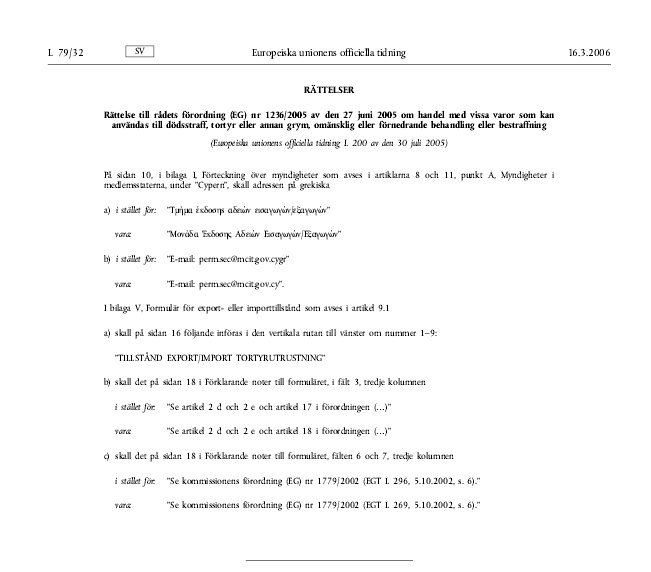 L 79/32 SV Europeiska unionens officiella tidning 16.3.2006
RÄTTELSER
Rättelse till rådets förordning (EG) nr 1236/2005 av den 27 juni 2005 om handel med vissa varor som kan
användas till dödsstraff, tortyr eller annan grym, omänsklig eller förnedrande behandling eller bestraffning
(Europeiska unionens officiella tidning L 200 av den 30 juli 2005)
På sidan 10, i bilaga I, Förteckning över myndigheter som avses i artiklarna 8 och 11, punkt A, Myndigheter i
medlemsstaterna, under "Cypern", skall adressen på grekiska
a) i stället för: "Τμήμα έκδοσης αδειών εισαγωγών/εξαγωγών"
vara: "Μονάδα Έκδοσης Αδειών Εισαγωγών/Εξαγωγών"
b) i stället för: "E-mail: perm.sec@mcit.gov.cygr"
vara: "E-mail: perm.sec@mcit.gov.cy".
I bilaga V, Formulär för export- eller importtillstånd som avses i artikel 9.1
a) skall på sidan 16 följande införas i den vertikala rutan till vänster om nummer 1–9:
"TILLSTÅND EXPORT/IMPORT TORTYRUTRUSTNING"
b) skall det på sidan 18 i Förklarande noter till formuläret, i fält 3, tredje kolumnen
i stället för: "Se artikel 2 d och 2 e och artikel 17 i förordningen (…)"
vara: "Se artikel 2 d och 2 e och artikel 18 i förordningen (…)"
c) skall det på sidan 18 i Förklarande noter till formuläret, fälten 6 och 7, tredje kolumnen
i stället för: "Se kommissionens förordning (EG) nr 1779/2002 (EGT L 296, 5.10.2002, s. 6)."
vara: "Se kommissionens förordning (EG) nr 1779/2002 (EGT L 269, 5.10.2002, s. 6)."